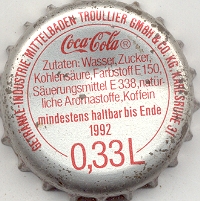 GETRÄNKE-INDUSTRIE MITTELBADEN TROULLIER GMBH & CO. KG, KARLSRUHE 31
Coca-Cola®
Zutaten: Wasser, Zucker,
Kohlensäure, Farbstoff E 150,
Säuerungsmittel E 338, natür-
liche Aromastoffe, Koffein
mindestens haltbar bis Ende
1992
0,33 L